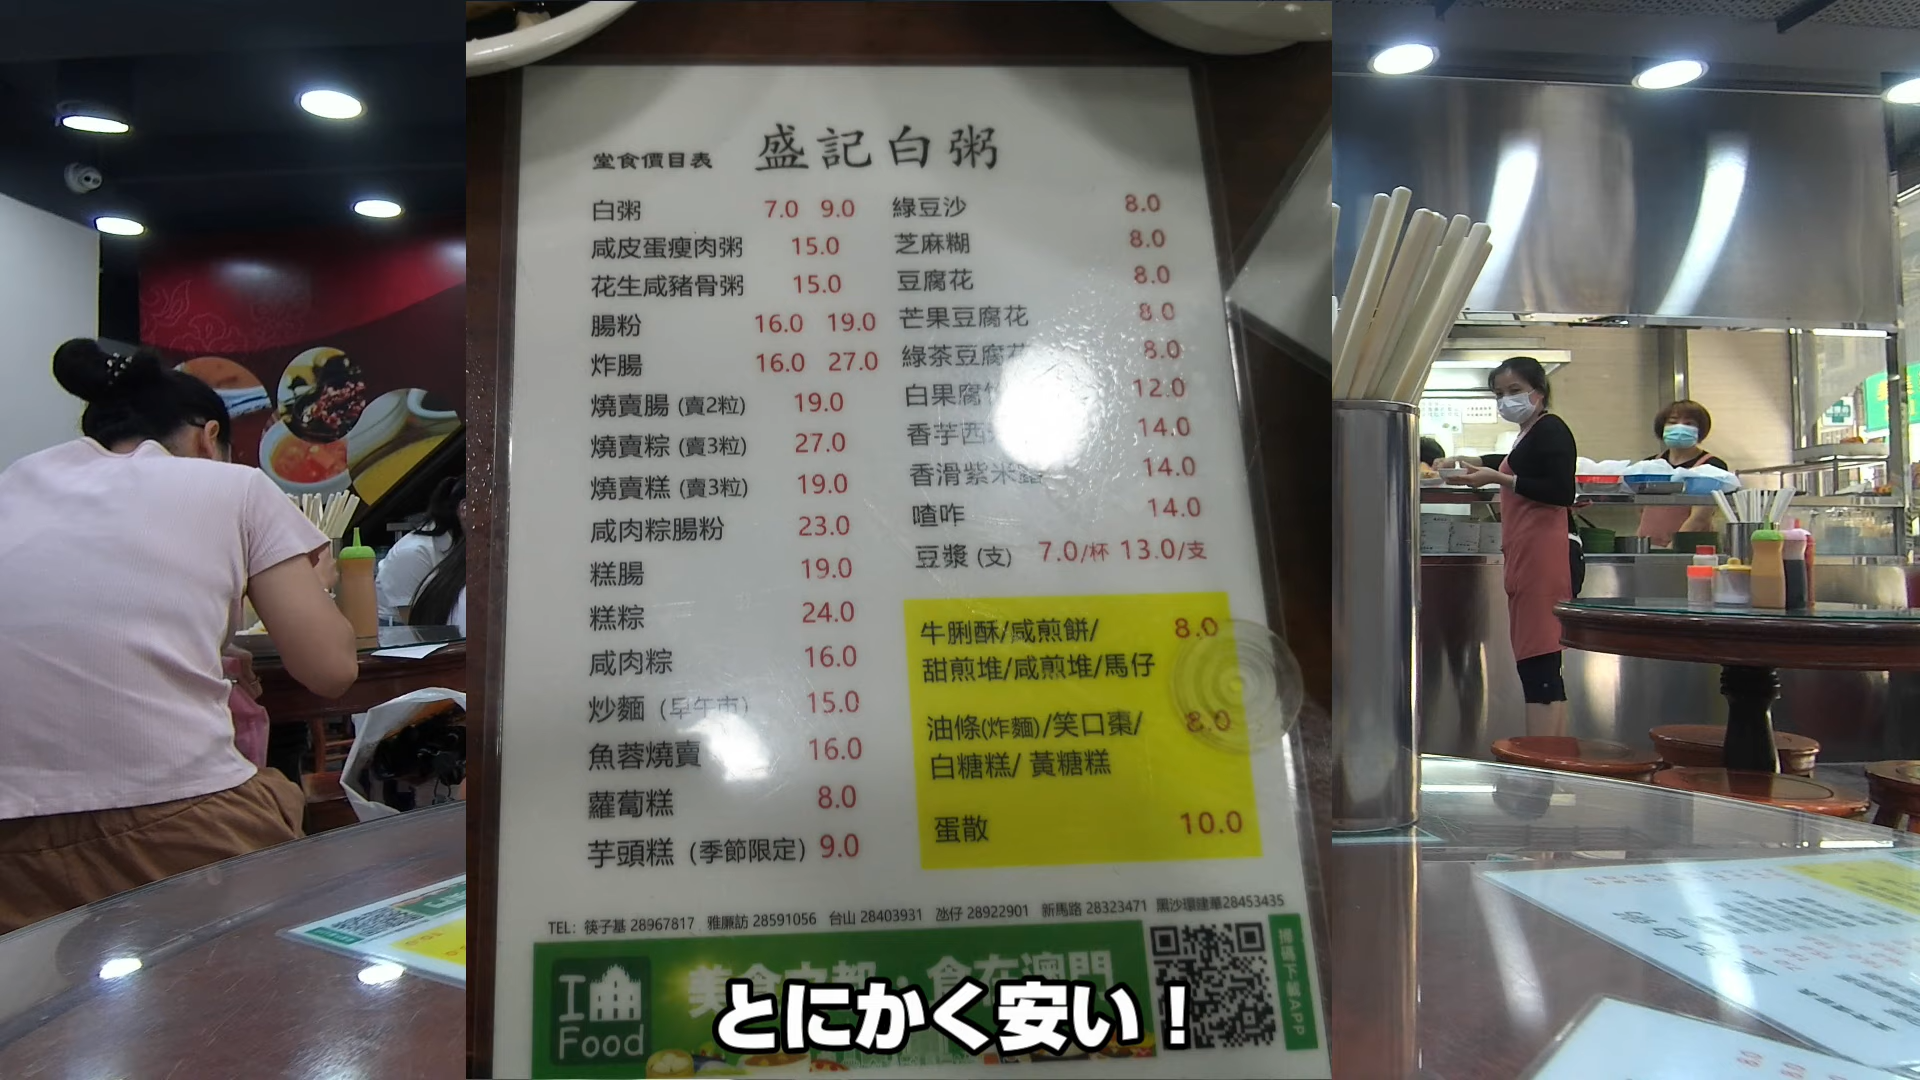 堂食價目表 盛記白粥
白粥 7.0 9.0
咸皮蛋瘦肉粥 15.0
花生咸豬骨粥 15.0
腸粉 16.0 19.0
炸腸 16.0 27.0
燒賣腸 (賣2粒) 19.0
燒賣粽 (賣3粒) 27.0
燒賣糕 (賣3粒) 19.0
咸肉粽腸粉 23.0
糕腸 19.0
糕粽 24.0
咸肉粽 16.0
炒麵 (早午市) 15.0
魚蓉燒賣 16.0
蘿蔔糕 8.0
芋頭糕 (季節限定) 9.0
綠豆沙 8.0
芝麻糊 8.0
豆腐花 8.0
芒果豆腐花 8.0
綠茶豆腐花 8.0
白果腐 12.0
香芋西 14.0
香滑紫米 14.0
喳咋 14.0
豆漿 (支) 7.0/杯 13.0/支
牛脷酥/咸煎餅/ 8.0
甜煎堆/咸煎堆/馬仔
油條(炸麵)/笑口棗/ 8.0
白糖糕/ 黃糖糕
蛋散 10.0
TEL: 筷子基 28967817 雅廉訪 28591056 台山 28403931 氹仔 28922901 新馬路 28323471 黑沙環建華28453435
I
Food
掃碼下載APP
とにかく安い！